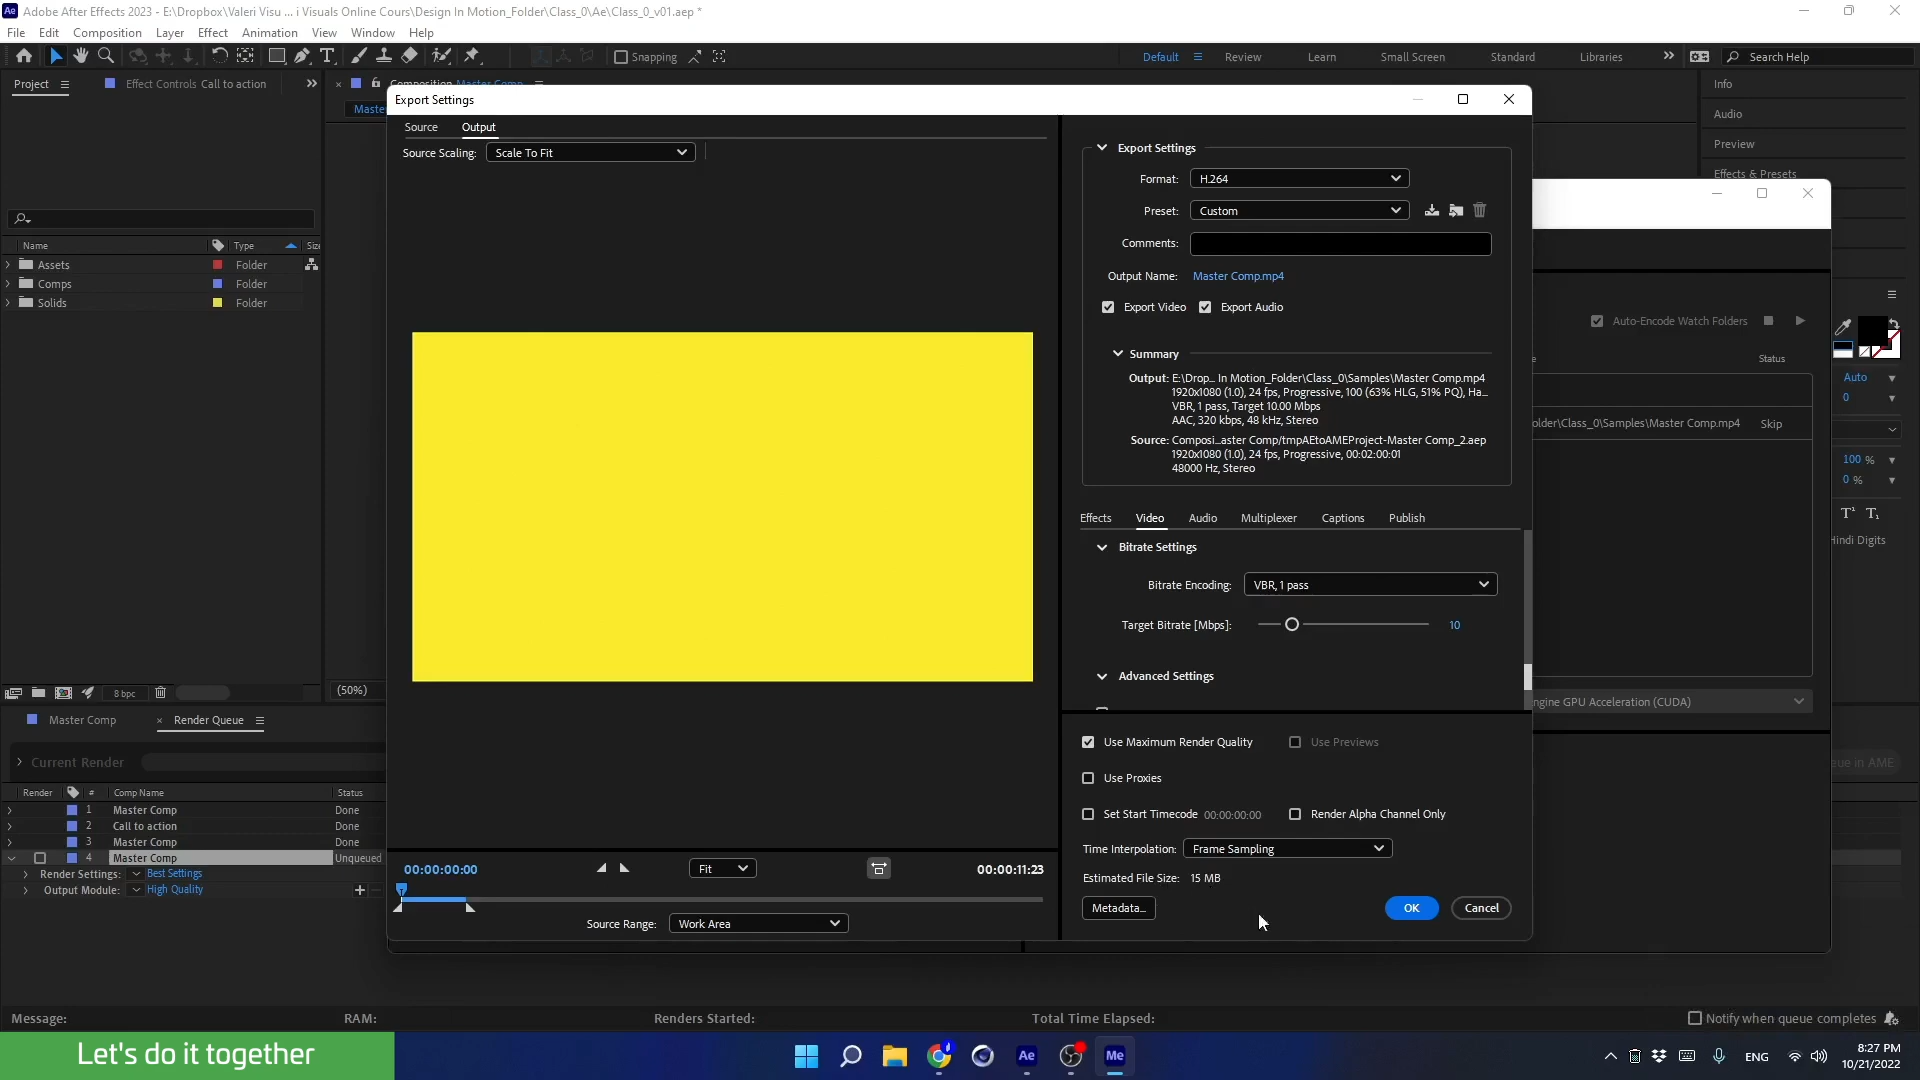 Adobe After Effects 2023 - E:\Dropbox\Valeri Visu ... i Visuals Online Cours\Design In Motion_Folder\Class_0\Ae\Class_0_v01.aep *
File Edit Composition Layer Effect Animation View Window Help
Snapping
Default Review Learn Small Screen Standard Libraries
Search Help
Project
Effect Controls Call to action
Composition Master Comp
Master
Name Type Size
Assets Folder
Comps Folder
Solids Folder
8 bpc
(50%)
Export Settings
Source Output
Source Scaling: Scale To Fit
00:00:00:00
Fit
00:00:11:23
Source Range: Work Area
Export Settings
Format: H.264
Preset: Custom
Comments:
Output Name: Master Comp.mp4
Export Video Export Audio
Summary
Output: E:\Drop... In Motion_Folder\Class_0\Samples\Master Comp.mp4
1920x1080 (1.0), 24 fps, Progressive, 100 (63% HLG, 51% PQ), Ha...
VBR, 1 pass, Target 10.00 Mbps
AAC, 320 kbps, 48 kHz, Stereo
Source: Composi...aster Comp/tmpAEtoAMEProject-Master Comp_2.aep
1920x1080 (1.0), 24 fps, Progressive, 00:02:00:01
48000 Hz, Stereo
Effects Video Audio Multiplexer Captions Publish
Bitrate Settings
Bitrate Encoding: VBR, 1 pass
Target Bitrate [Mbps]: 10
Advanced Settings
Use Maximum Render Quality Use Previews
Use Proxies
Set Start Timecode 00:00:00:00 Render Alpha Channel Only
Time Interpolation: Frame Sampling
Estimated File Size: 15 MB
Metadata... OK Cancel
Info
Audio
Preview
Effects & Presets
Auto-Encode Watch Folders
Status
older\Class_0\Samples\Master Comp.mp4 Skip
ngine GPU Acceleration (CUDA)
Auto
0
100 %
0 %
Hindi Digits
eue in AME
Master Comp
Render Queue
Current Render
Render # Comp Name Status
1 Master Comp Done
2 Call to action Done
3 Master Comp Done
4 Master Comp Unqueued
Render Settings: Best Settings
Output Module: High Quality
Message: RAM: Renders Started: Total Time Elapsed: Notify when queue completes
Let's do it together
Ae
Me
ENG
8:27 PM
10/21/2022